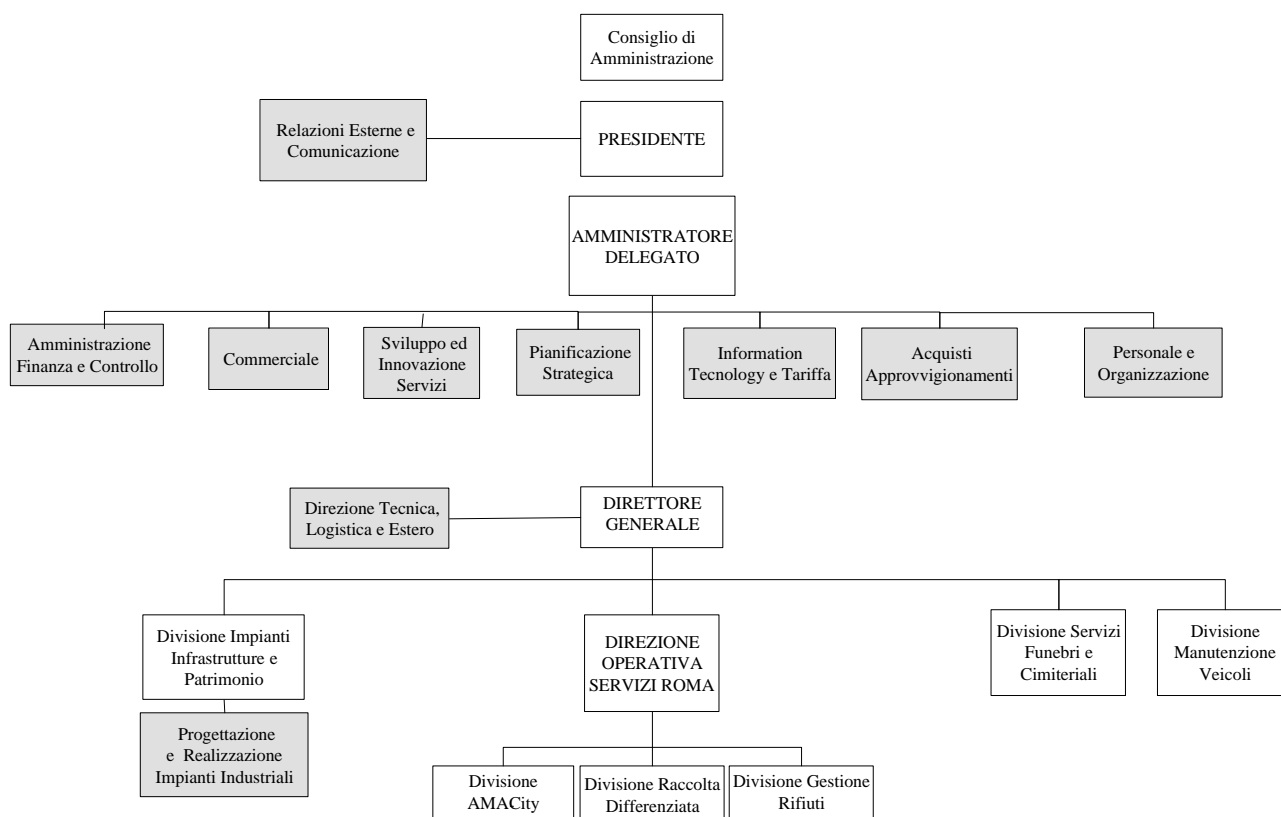 Consiglio di
Amministrazione
Relazioni Esterne e
Comunicazione
PRESIDENTE
AMMINISTRATORE
DELEGATO
Amministrazione
Finanza e Controllo
Commerciale
Sviluppo ed
Innovazione
Servizi
Pianificazione
Strategica
Information
Tecnology e Tariffa
Acquisti
Approvvigionamenti
Personale e
Organizzazione
Direzione Tecnica,
Logistica e Estero
DIRETTORE
GENERALE
Divisione Impianti
Infrastrutture e
Patrimonio
DIREZIONE
OPERATIVA
SERVIZI ROMA
Divisione Servizi
Funebri e
Cimiteriali
Divisione
Manutenzione
Veicoli
Progettazione
e Realizzazione
Impianti Industriali
Divisione
AMACity
Divisione Raccolta
Differenziata
Divisione Gestione
Rifiuti